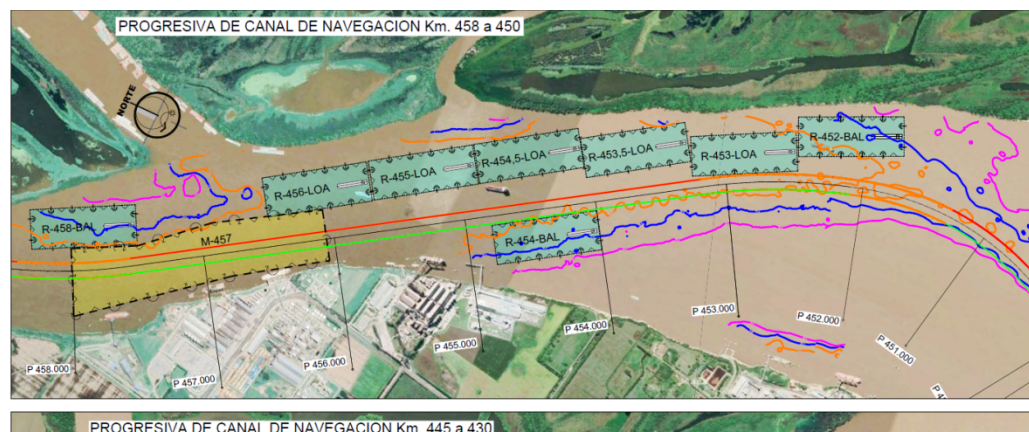 PROGRESIVA DE CANAL DE NAVEGACION Km. 458 a 450
NORTE
R-452-BAL
R-453-LOA
R-453,5-LOA
R-454,5-LOA
R-455-LOA
R-456-LOA
R-458-BAL
M-457
R-454-BAL
P 458.000
P 457.000
P 456.000
P 455.000
P 454.000
P 453.000
P 452.000
P 451.000
PROGRESIVA DE CANAL DE NAVEGACION Km. 445 a 430